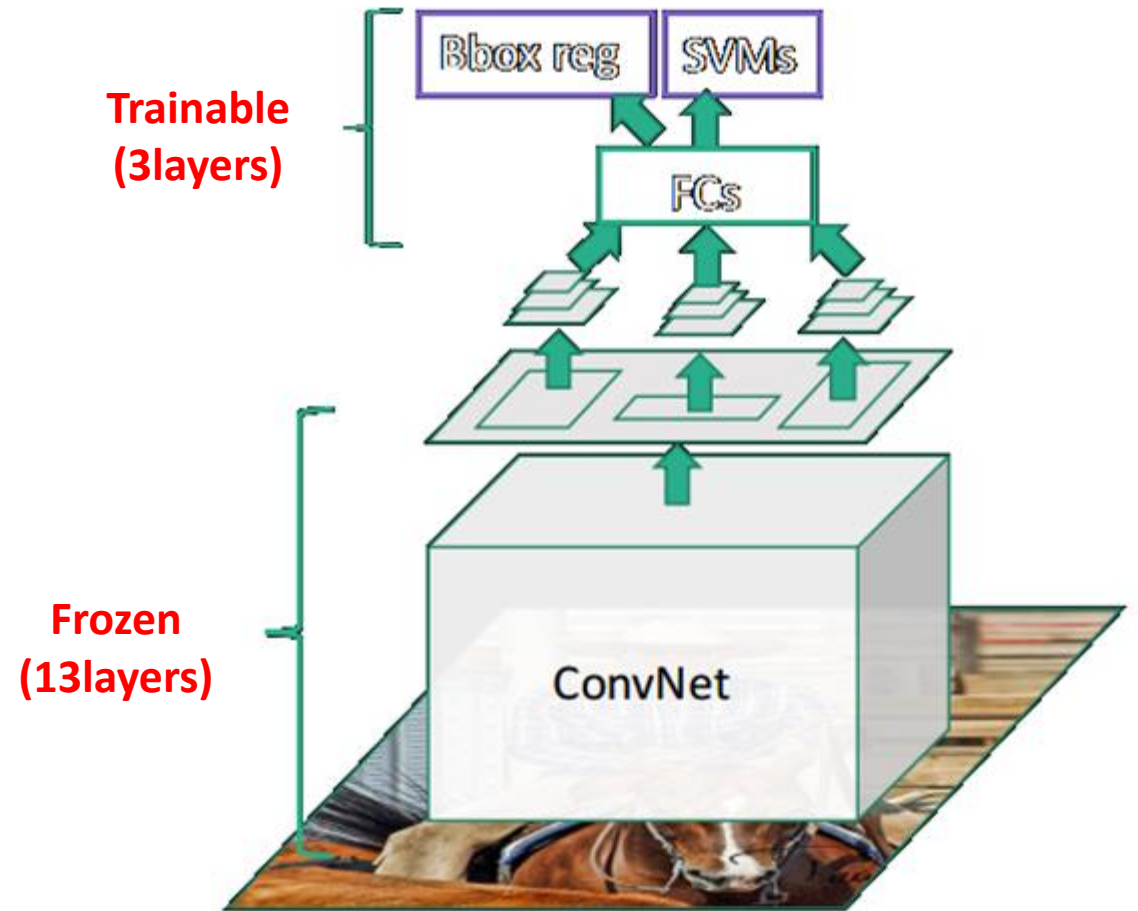 Bbox reg
SVMs
Trainable
(3layers)
FCs
Frozen
(13layers)
ConvNet